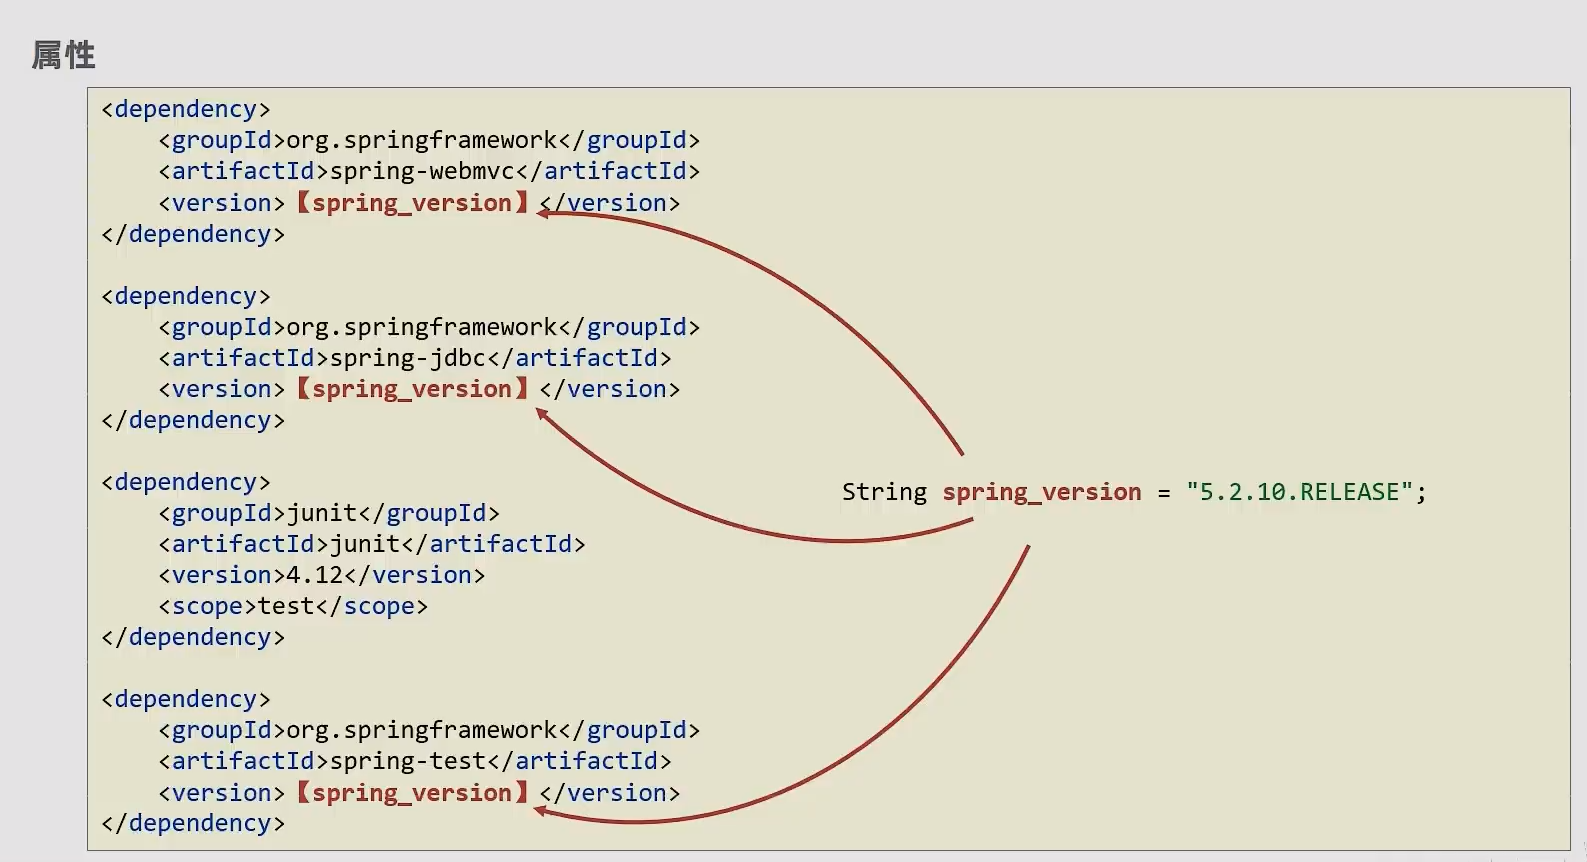 属性
<dependency>
    <groupId>org.springframework</groupId>
    <artifactId>spring-webmvc</artifactId>
    <version>【spring_version】</version>
</dependency>
<dependency>
    <groupId>org.springframework</groupId>
    <artifactId>spring-jdbc</artifactId>
    <version>【spring_version】</version>
</dependency>
<dependency>
    <groupId>junit</groupId>
    <artifactId>junit</artifactId>
    <version>4.12</version>
    <scope>test</scope>
</dependency>
<dependency>
    <groupId>org.springframework</groupId>
    <artifactId>spring-test</artifactId>
    <version>【spring_version】</version>
</dependency>
String spring_version = "5.2.10.RELEASE";